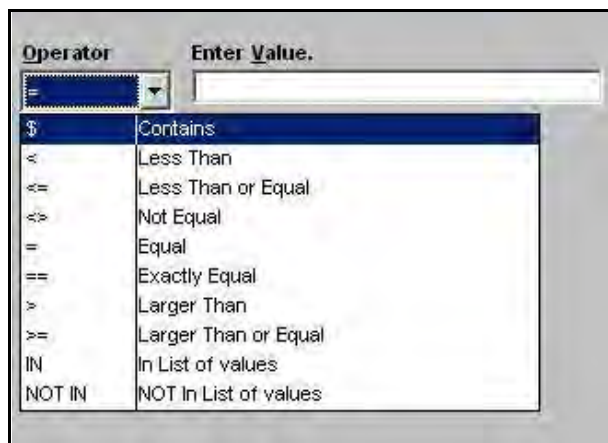 Operator Enter Value.
=
$ Contains
< Less Than
<= Less Than or Equal
<> Not Equal
= Equal
== Exactly Equal
> Larger Than
>= Larger Than or Equal
IN In List of values
NOT IN NOT In List of values